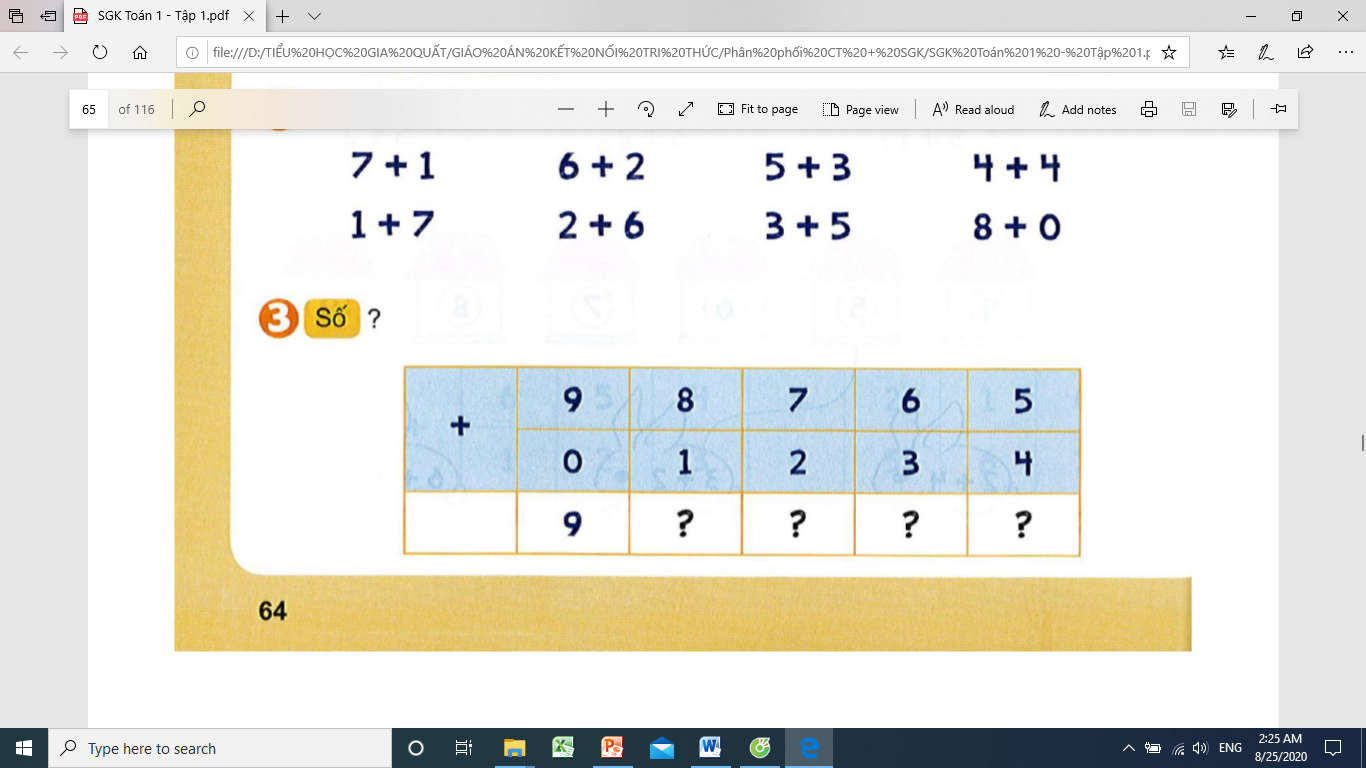 SGK Toán 1 - Tập 1.pdf
file:///D:/TIỂU%20HỌC%20GIA%20QUẤT/GIÁO%20ÁN%20KẾT%20NỐI%20TRI%20THỨC/Phân%20phối%20CT%20+%20SGK/SGK%20Toán%201%20-%20Tập%201.p
65 of 116 Fit to page Page view Read aloud Add notes
7 + 1 6 + 2 5 + 3 4 + 4
1 + 7 2 + 6 3 + 5 8 + 0
3 Số ?
+ 9 8 7 6 5
0 1 2 3 4
9 ? ? ? ?
64
Type here to search
ENG
2:25 AM
8/25/2020